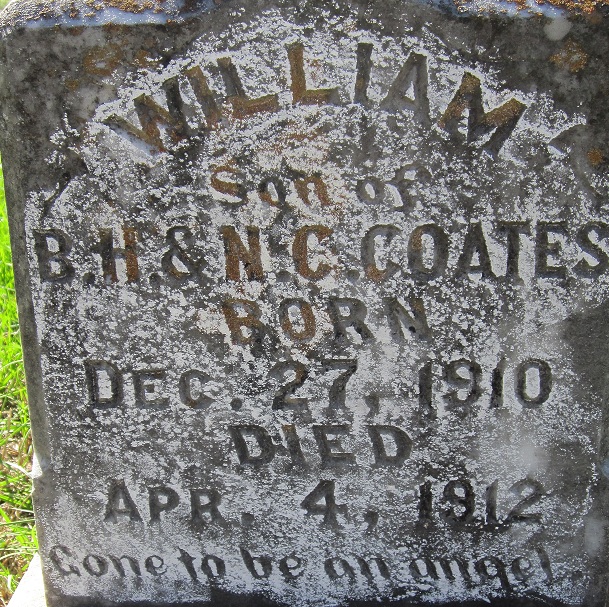 WILLIAM
Son of
B.H.& N.C.COATES
BORN
DEC. 27, 1910
DIED
APR. 4, 1912
Gone to be an angel.